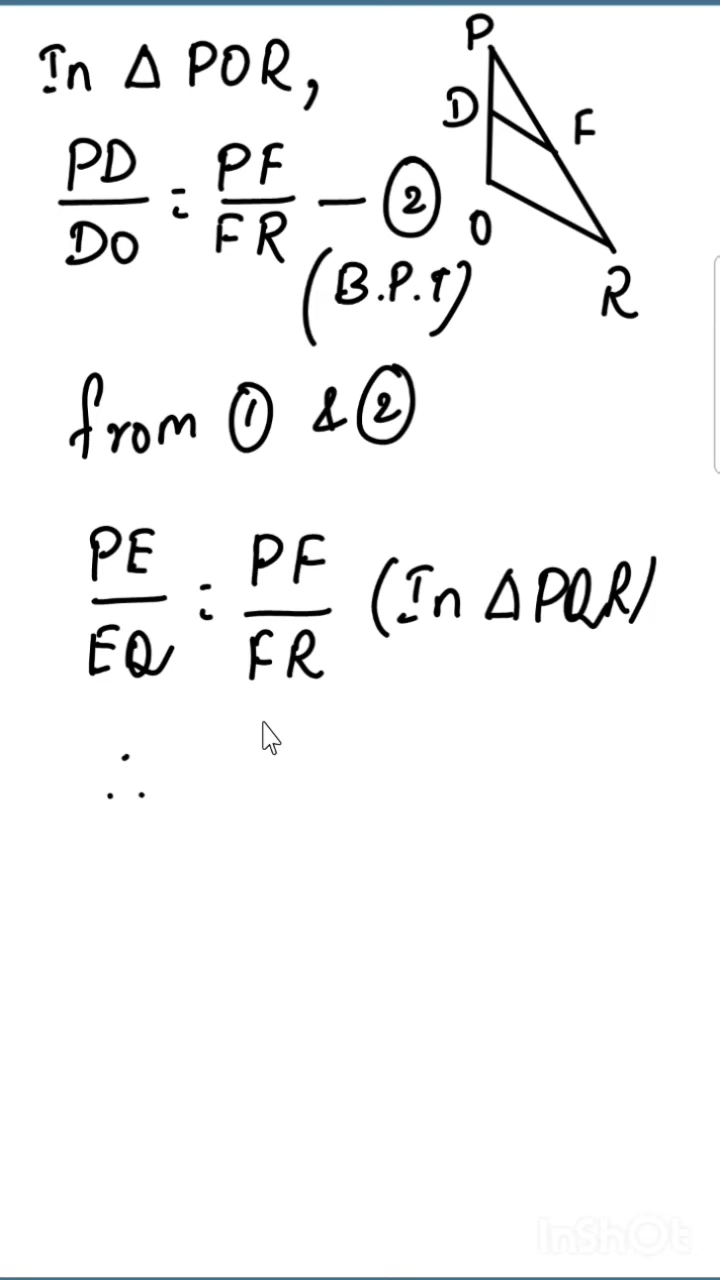 In Δ POR,
PD/DO = PF/FR — ②
(B.P.T)
P
D
F
O
R
from ① & ②
PE/EQ = PF/FR (In Δ PQR)
∴
InShOt